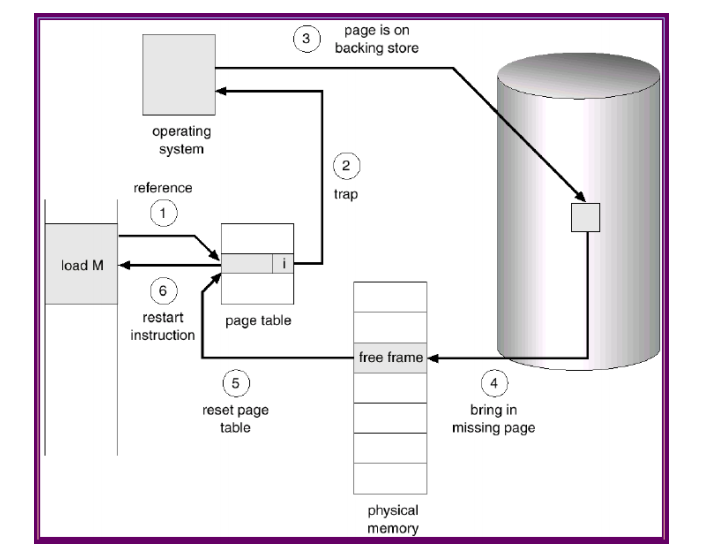 3
page is on
backing store
operating
system
2
trap
reference
1
load M
i
6
restart
instruction
page table
free frame
5
reset page
table
4
bring in
missing page
physical
memory